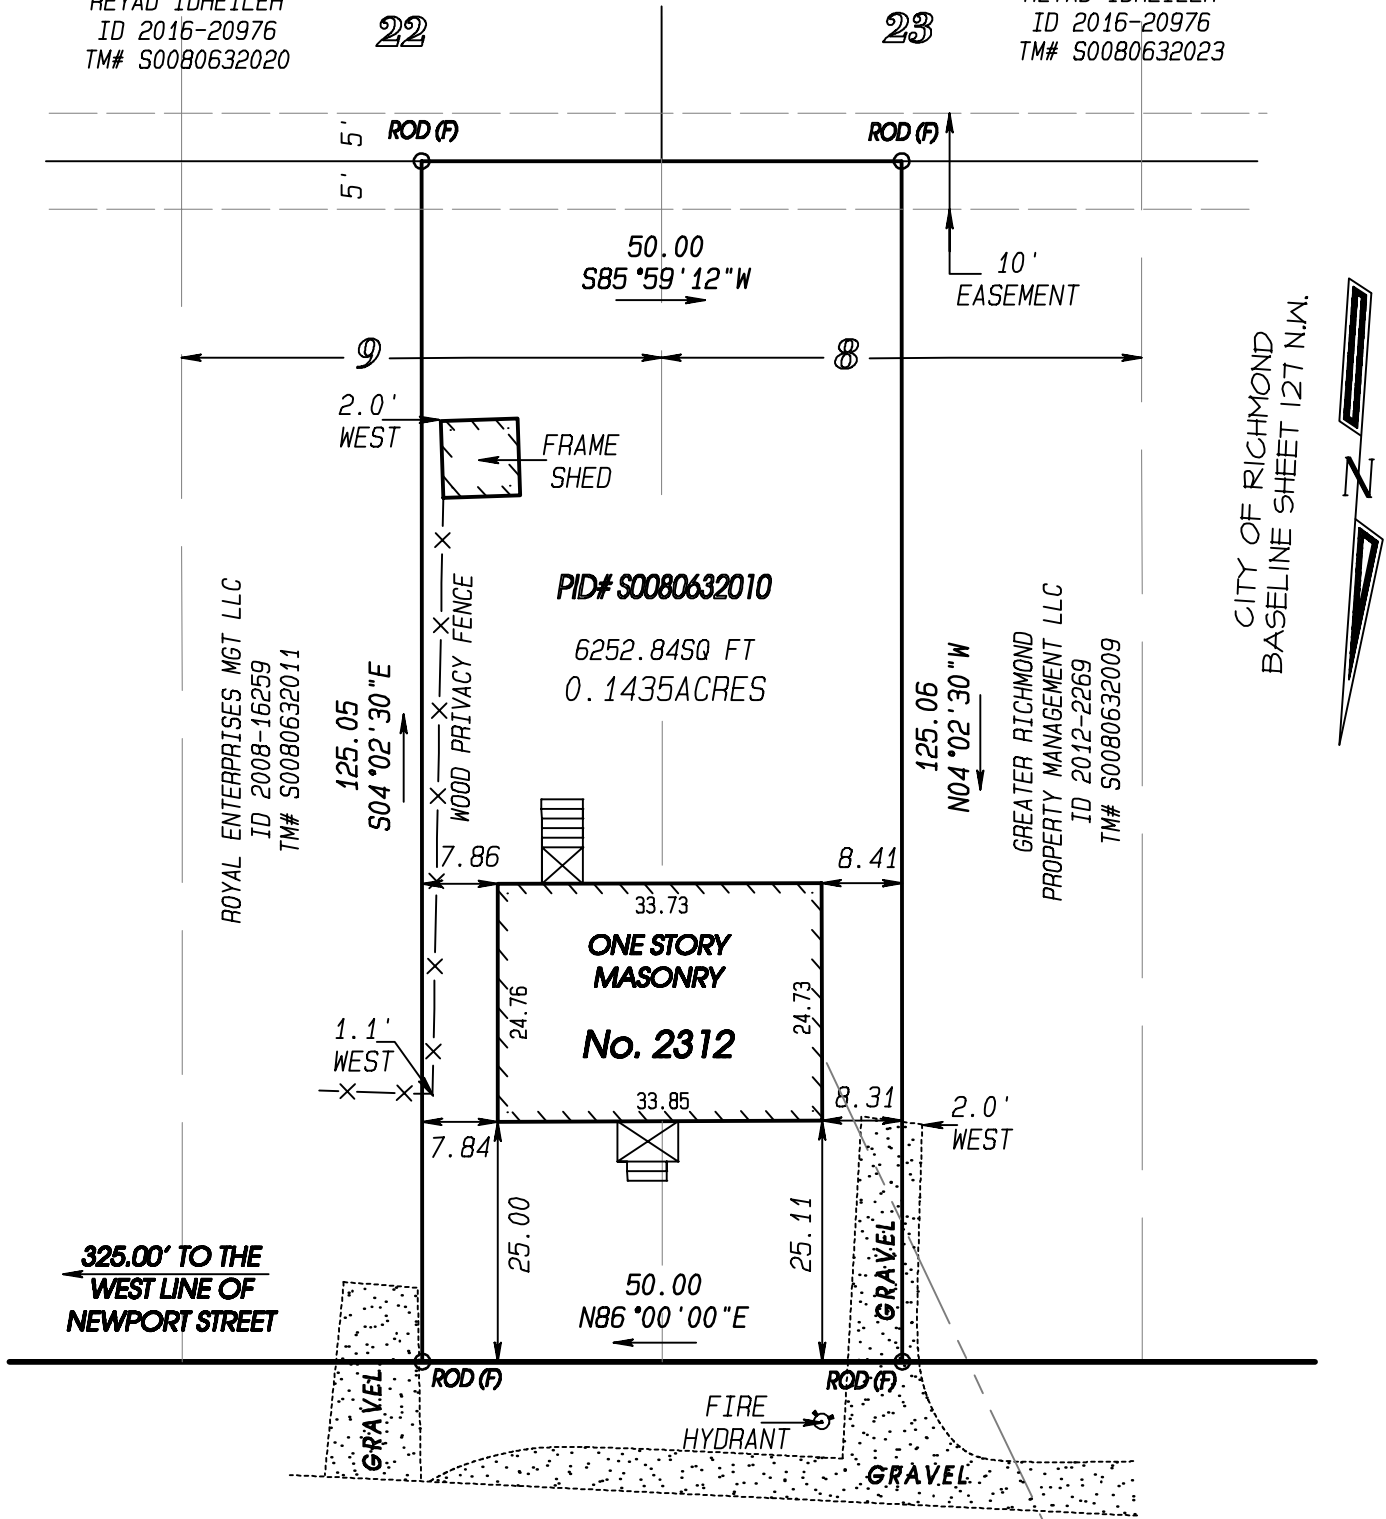 ID 2016-20976
TM# S0080632020
22
23
ID 2016-20976
TM# S0080632023
5'
5'
ROD (F)
ROD (F)
50.00
S85°59'12"W
10'
EASEMENT
9
8
2.0'
WEST
FRAME
SHED
CITY OF RICHMOND
BASELINE SHEET 127 N.W.
N
PID# S0080632010
6252.84SQ FT
0.1435ACRES
ROYAL ENTERPRISES MGT LLC
ID 2008-16259
TM# S0080632011
125.05
S04°02'30"E
WOOD PRIVACY FENCE
125.06
N04°02'30"W
GREATER RICHMOND
PROPERTY MANAGEMENT LLC
ID 2012-2269
TM# S0080632009
7.86
8.41
33.73
ONE STORY
MASONRY
24.76
24.73
No. 2312
33.85
1.1'
WEST
7.84
8.31
2.0'
WEST
25.00
25.11
325.00' TO THE
WEST LINE OF
NEWPORT STREET
50.00
N86°00'00"E
GRAVEL
ROD (F)
ROD (F)
GRAVEL
FIRE
HYDRANT
GRAVEL